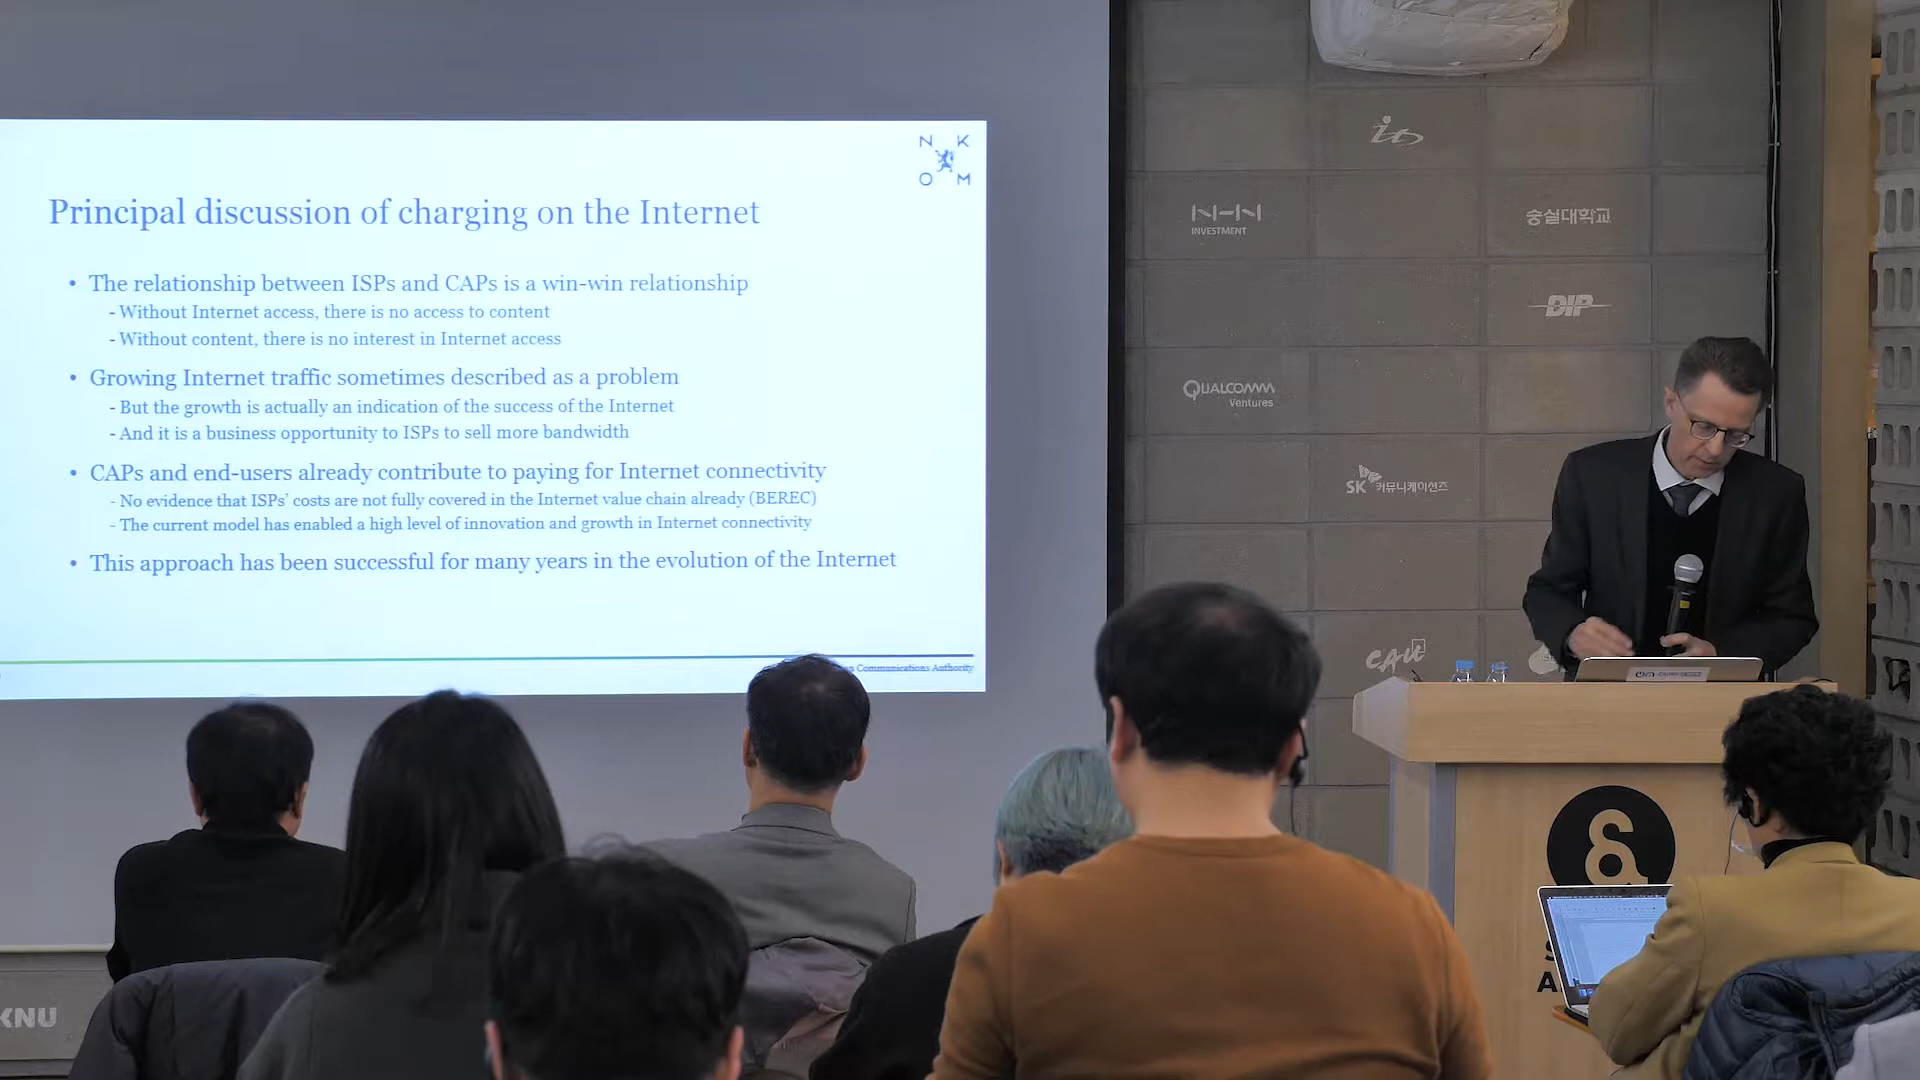 N K
O M
Principal discussion of charging on the Internet
• The relationship between ISPs and CAPs is a win-win relationship
- Without Internet access, there is no access to content
- Without content, there is no interest in Internet access
• Growing Internet traffic sometimes described as a problem
- But the growth is actually an indication of the success of the Internet
- And it is a business opportunity to ISPs to sell more bandwidth
• CAPs and end-users already contribute to paying for Internet connectivity
- No evidence that ISPs' costs are not fully covered in the Internet value chain already (BEREC)
- The current model has enabled a high level of innovation and growth in Internet connectivity
• This approach has been successful for many years in the evolution of the Internet
Communications Authority
INVESTMENT
숭실대학교
DIP
QUALCOMM
Ventures
SK 커뮤니케이션즈
CAU
KNU